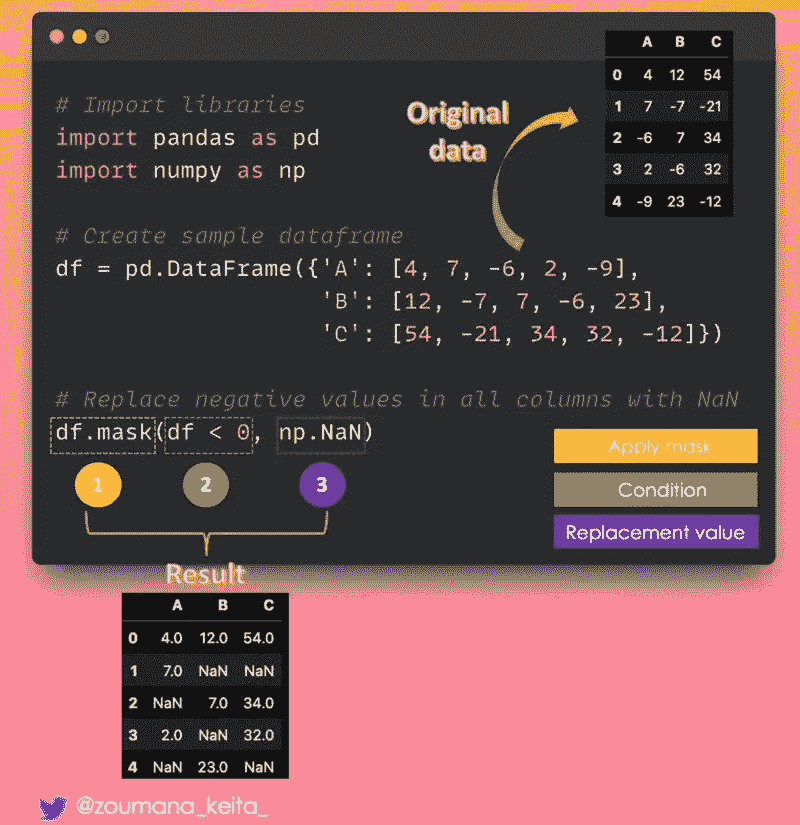 A B C
0 4 12 54
1 7 -7 -21
2 -6 7 34
3 2 -6 32
4 -9 23 -12
Original
data
# Import libraries
import pandas as pd
import numpy as np
# Create sample dataframe
df = pd.DataFrame({'A': [4, 7, -6, 2, -9],
'B': [12, -7, 7, -6, 23],
'C': [54, -21, 34, 32, -12]})
# Replace negative values in all columns with NaN
df.mask(df < 0, np.NaN)
1 2 3
Apply mask
Condition
Replacement value
Result
A B C
0 4.0 12.0 54.0
1 7.0 NaN NaN
2 NaN 7.0 34.0
3 2.0 NaN 32.0
4 NaN 23.0 NaN
@zoumana_keita_